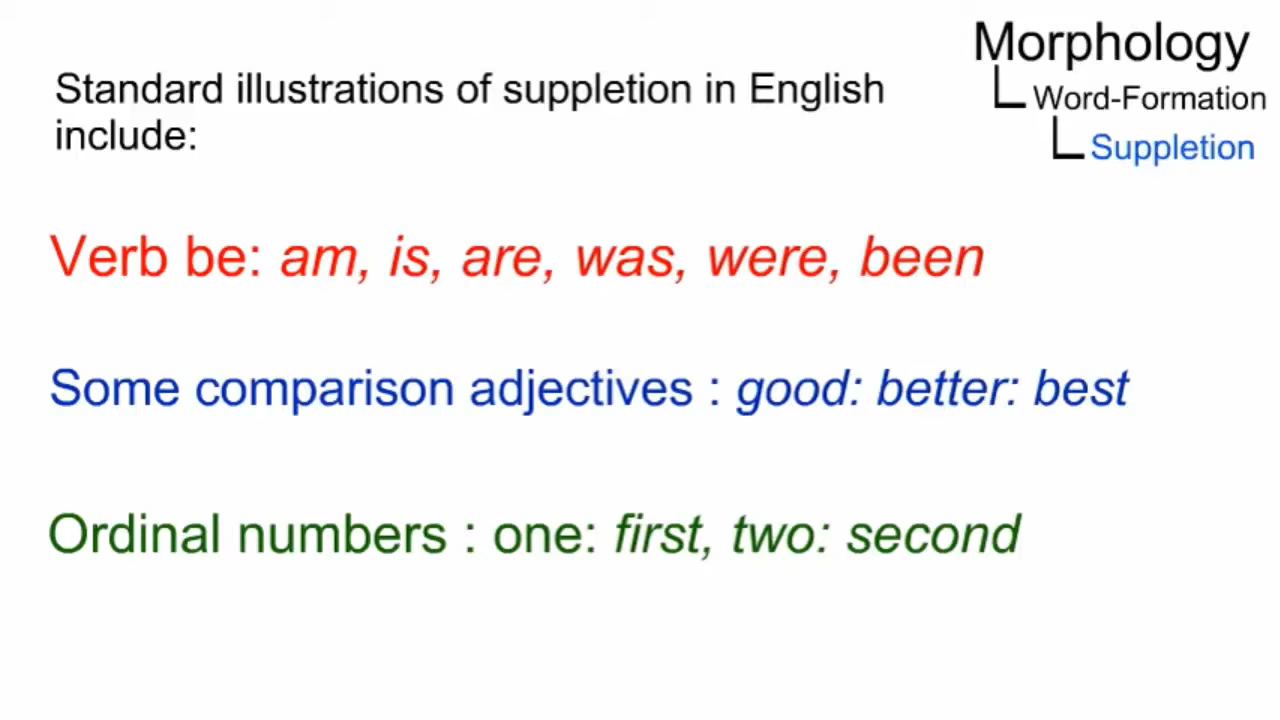 Morphology
Word-Formation
Suppletion
Standard illustrations of suppletion in English
include:
Verb be: am, is, are, was, were, been
Some comparison adjectives : good: better: best
Ordinal numbers : one: first, two: second